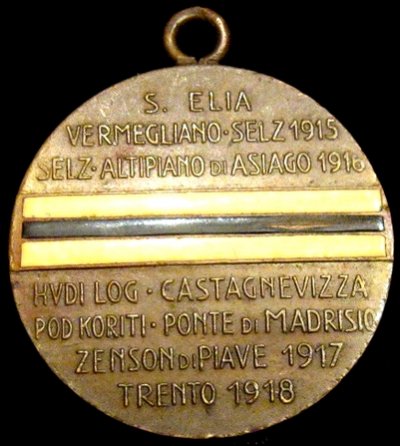 S. ELIA
VERMEGLIANO · SELZ 1915
SELZ · ALTIPIANO DI ASIAGO 1916
HVDI LOG · CASTAGNEVIZZA
POD KORITI · PONTE DI MADRISIO
ZENSON DI PIAVE 1917
TRENTO 1918